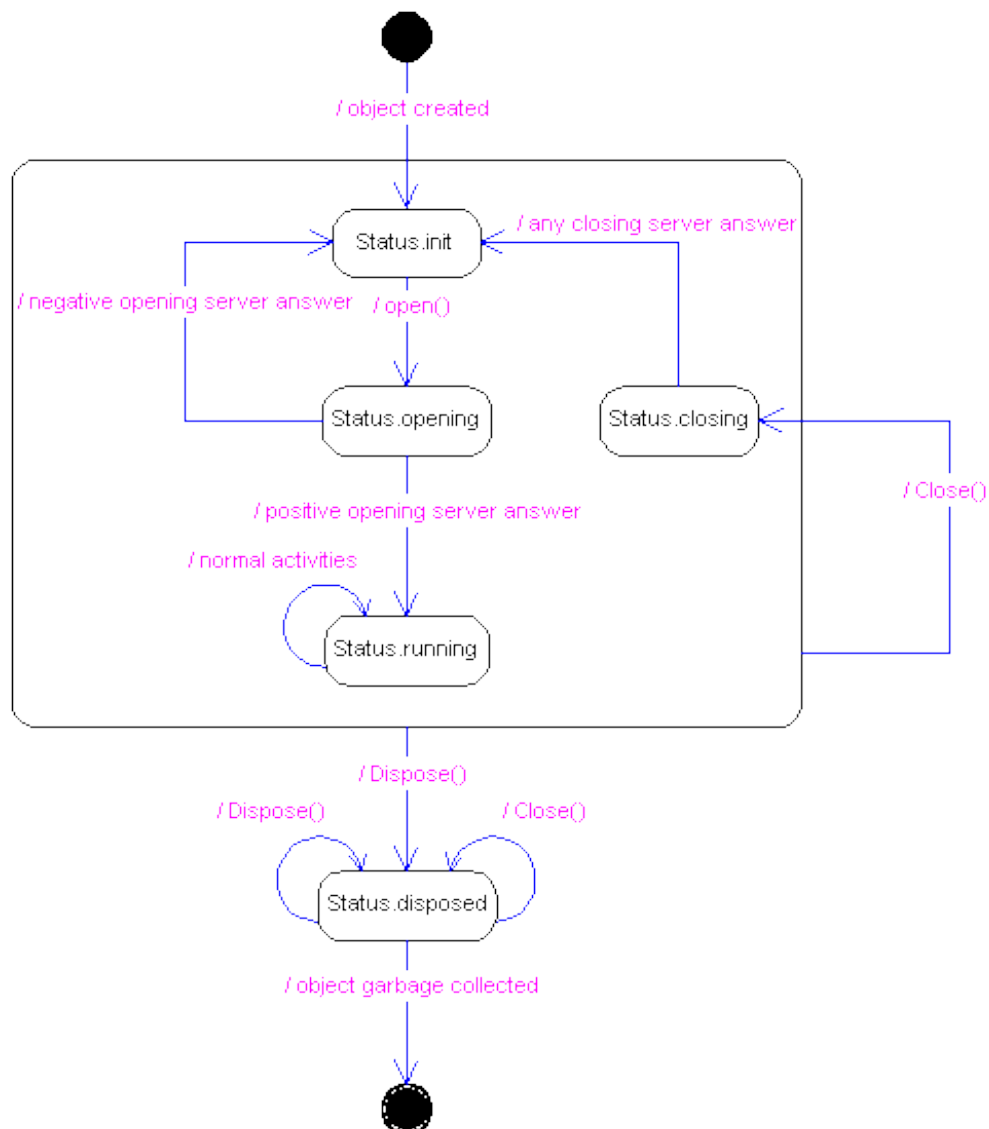 / object created
Status.init
/ any closing server answer
/ negative opening server answer
/ open()
Status.opening
Status.closing
/ Close()
/ positive opening server answer
/ normal activities
Status.running
/ Dispose()
/ Dispose()
/ Close()
Status.disposed
/ object garbage collected